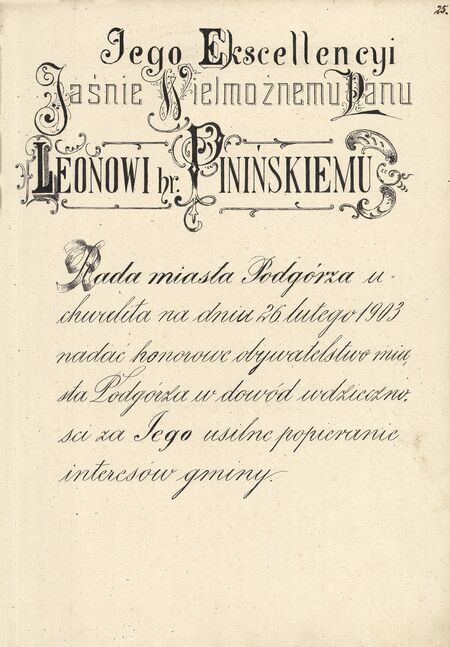 25.
Jego Ekscellencyi
Jaśnie Wielmożnemu Panu
LEONOWI hr. PINIŃSKIEMU
Rada miasta Podgórza u-
chwaliła na dniu 26 lutego 1903
nadać honorowe obywatelstwo mia-
sta Podgórza w dowód wdzięczno-
ści za Jego usilne popieranie
interesów gminy.